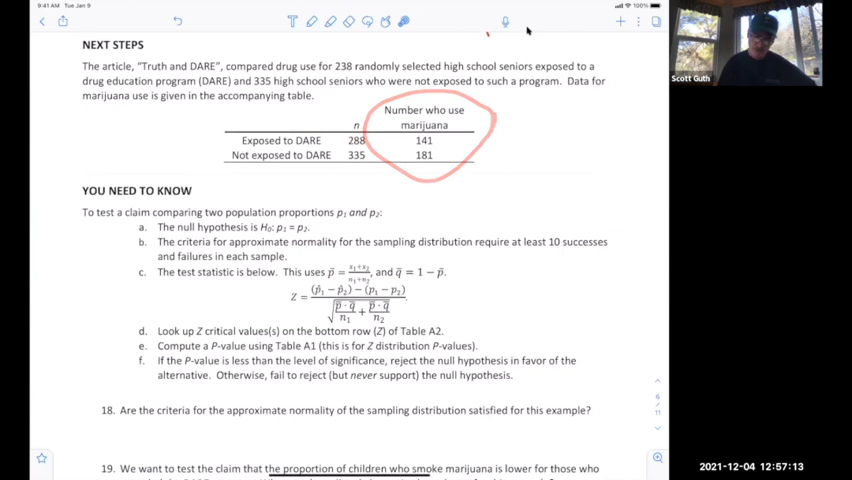 9:41 AM Tue Jan 9
100%
NEXT STEPS
The article, "Truth and DARE", compared drug use for 238 randomly selected high school seniors exposed to a
drug education program (DARE) and 335 high school seniors who were not exposed to such a program. Data for
marijuana use is given in the accompanying table.
Number who use
n marijuana
Exposed to DARE 288 141
Not exposed to DARE 335 181
YOU NEED TO KNOW
To test a claim comparing two population proportions p₁ and p₂:
a. The null hypothesis is H₀: p₁ = p₂.
b. The criteria for approximate normality for the sampling distribution require at least 10 successes
and failures in each sample.
c. The test statistic is below. This uses p̄ = (x₁+x₂)/(n₁+n₂), and q̄ = 1 − p̄.
Z = ((p̂₁ − p̂₂) − (p₁ − p₂))/√((p̄ · q̄)/n₁ + (p̄ · q̄)/n₂).
d. Look up Z critical values(s) on the bottom row (Z) of Table A2.
e. Compute a P-value using Table A1 (this is for Z distribution P-values).
f. If the P-value is less than the level of significance, reject the null hypothesis in favor of the
alternative. Otherwise, fail to reject (but never support) the null hypothesis.
18. Are the criteria for the approximate normality of the sampling distribution satisfied for this example?
19. We want to test the claim that the proportion of children who smoke marijuana is lower for those who
6
/
11
Scott Guth
2021-12-04 12:57:13